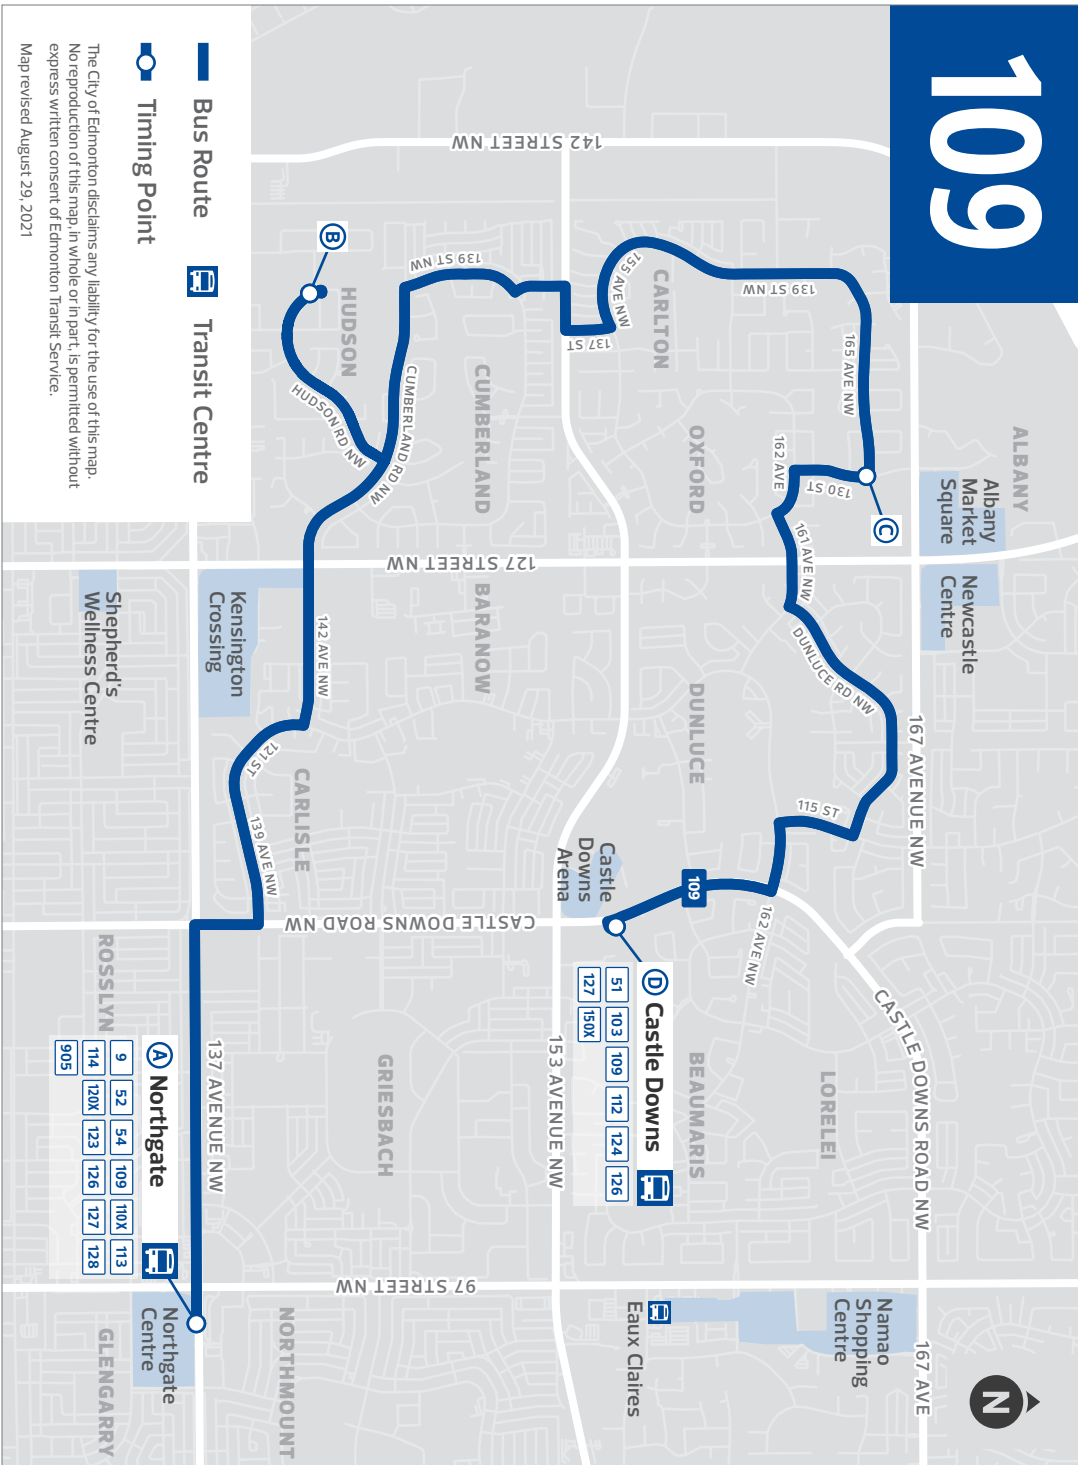 109
Bus Route
Transit Centre
Timing Point
The City of Edmonton disclaims any liability for the use of this map.
No reproduction of this map, in whole or in part, is permitted without
express written consent of Edmonton Transit Service.
Map revised August 29, 2021
142 STREET NW
B
HUDSON
HUDSON RD NW
139 ST NW
CUMBERLAND RD NW
CUMBERLAND
137 ST
155 AVE NW
CARLTON
139 ST NW
165 AVE NW
OXFORD
162 AVE
130 ST
C
161 AVE NW
ALBANY
Albany
Market
Square
Newcastle
Centre
127 STREET NW
Kensington
Crossing
Shepherd's
Wellness Centre
142 AVE NW
BARANOW
DUNLUCE RD NW
DUNLUCE
167 AVENUE NW
115 ST
121 ST
CARLISLE
139 AVE NW
Castle
Downs
Arena
109
162 AVE NW
CASTLE DOWNS ROAD NW
CASTLE DOWNS ROAD NW
D Castle Downs
51 103 109 112 124 126
127 150X
ROSSLYN
A Northgate
9 52 54 109 110X 113
114 120X 123 126 127 128
905
137 AVENUE NW
GRIESBACH
153 AVENUE NW
BEAUMARIS
LORELEI
97 STREET NW
Northgate
Centre
GLENGARRY
NORTHMOUNT
Eaux Claires
Namao
Shopping
Centre
167 AVE
N